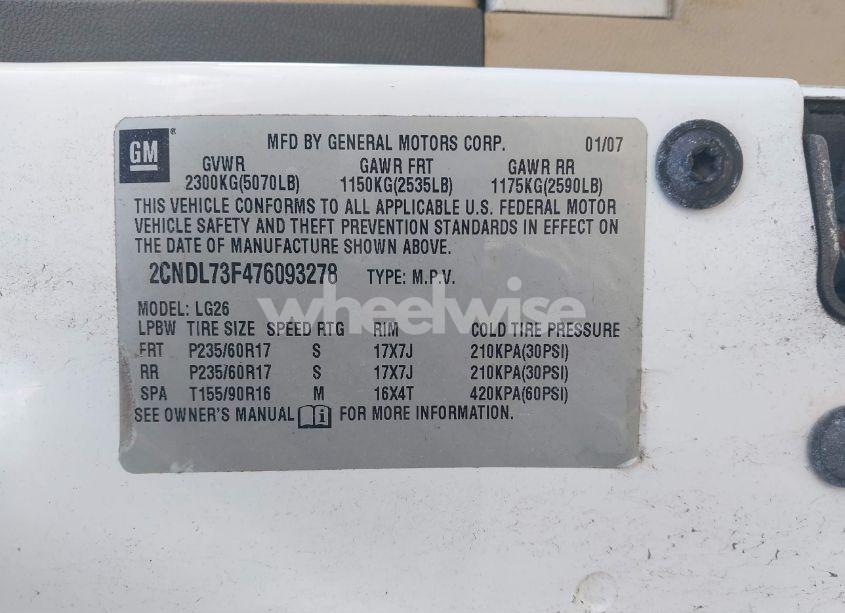 GM
MFD BY GENERAL MOTORS CORP. 01/07
GVWR GAWR FRT GAWR RR
2300KG(5070LB) 1150KG(2535LB) 1175KG(2590LB)
THIS VEHICLE CONFORMS TO ALL APPLICABLE U.S. FEDERAL MOTOR
VEHICLE SAFETY AND THEFT PREVENTION STANDARDS IN EFFECT ON
THE DATE OF MANUFACTURE SHOWN ABOVE.
2CNDL73F476093278 TYPE: M.P.V.
wheelwise
MODEL: LG26
LPBW TIRE SIZE SPEED RTG RIM COLD TIRE PRESSURE
FRT P235/60R17 S 17X7J 210KPA(30PSI)
RR P235/60R17 S 17X7J 210KPA(30PSI)
SPA T155/90R16 M 16X4T 420KPA(60PSI)
SEE OWNER'S MANUAL i FOR MORE INFORMATION.